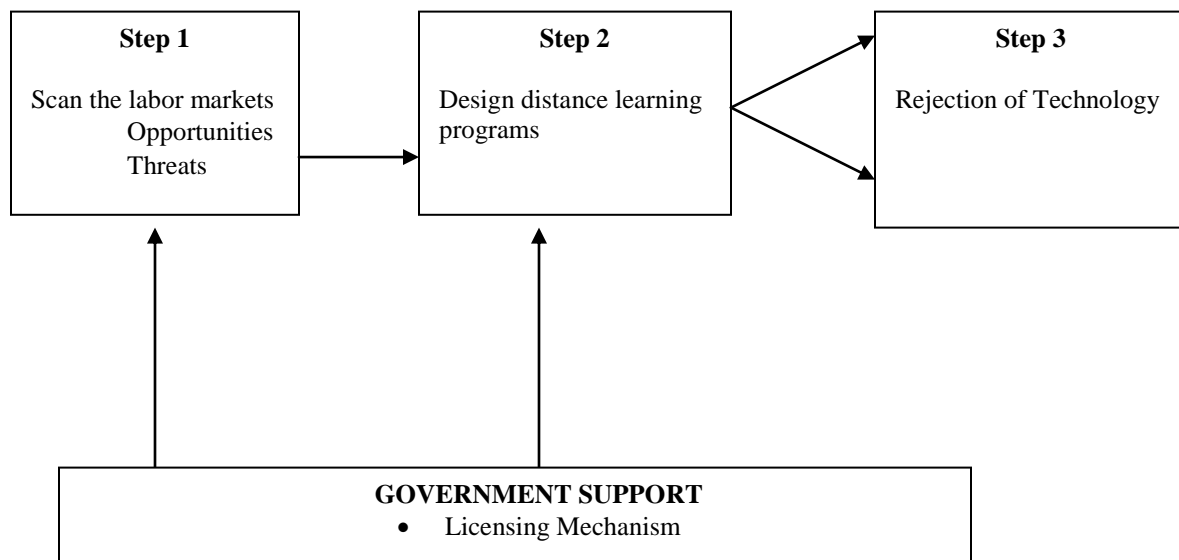 Step 1
Scan the labor markets
Opportunities
Threats
Step 2
Design distance learning
programs
Step 3
Rejection of Technology
GOVERNMENT SUPPORT
• Licensing Mechanism